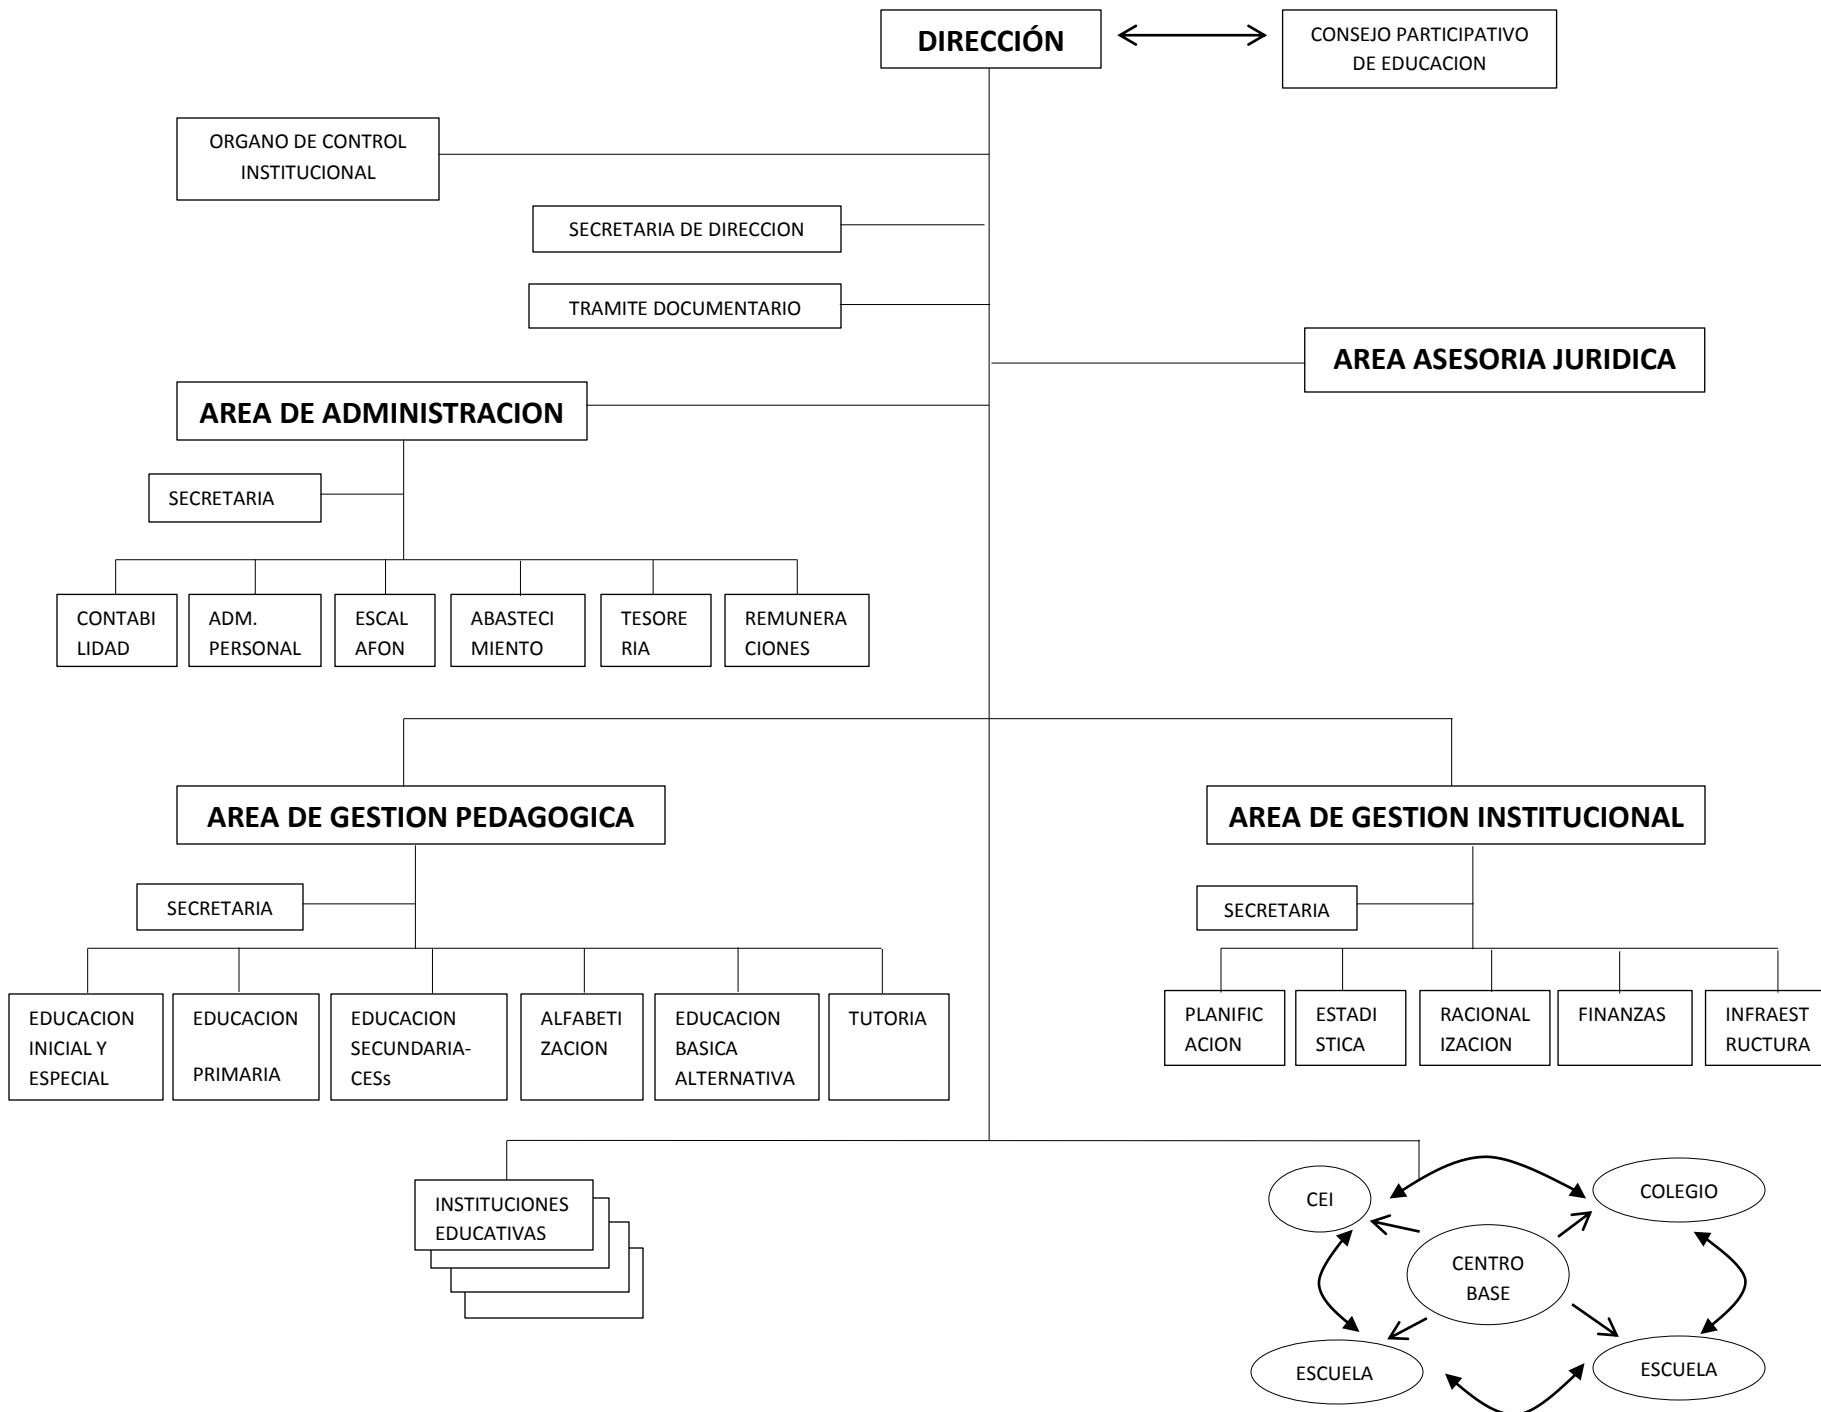 DIRECCIÓN
CONSEJO PARTICIPATIVO
DE EDUCACION
ORGANO DE CONTROL
INSTITUCIONAL
SECRETARIA DE DIRECCION
TRAMITE DOCUMENTARIO
AREA ASESORIA JURIDICA
AREA DE ADMINISTRACION
SECRETARIA
CONTABI
LIDAD
ADM.
PERSONAL
ESCAL
AFON
ABASTECI
MIENTO
TESORE
RIA
REMUNERA
CIONES
AREA DE GESTION PEDAGOGICA
AREA DE GESTION INSTITUCIONAL
SECRETARIA
SECRETARIA
EDUCACION
INICIAL Y
ESPECIAL
EDUCACION
PRIMARIA
EDUCACION
SECUNDARIA-
CESs
ALFABETI
ZACION
EDUCACION
BASICA
ALTERNATIVA
TUTORIA
PLANIFIC
ACION
ESTADI
STICA
RACIONAL
IZACION
FINANZAS
INFRAEST
RUCTURA
INSTITUCIONES
EDUCATIVAS
CEI
COLEGIO
CENTRO
BASE
ESCUELA
ESCUELA